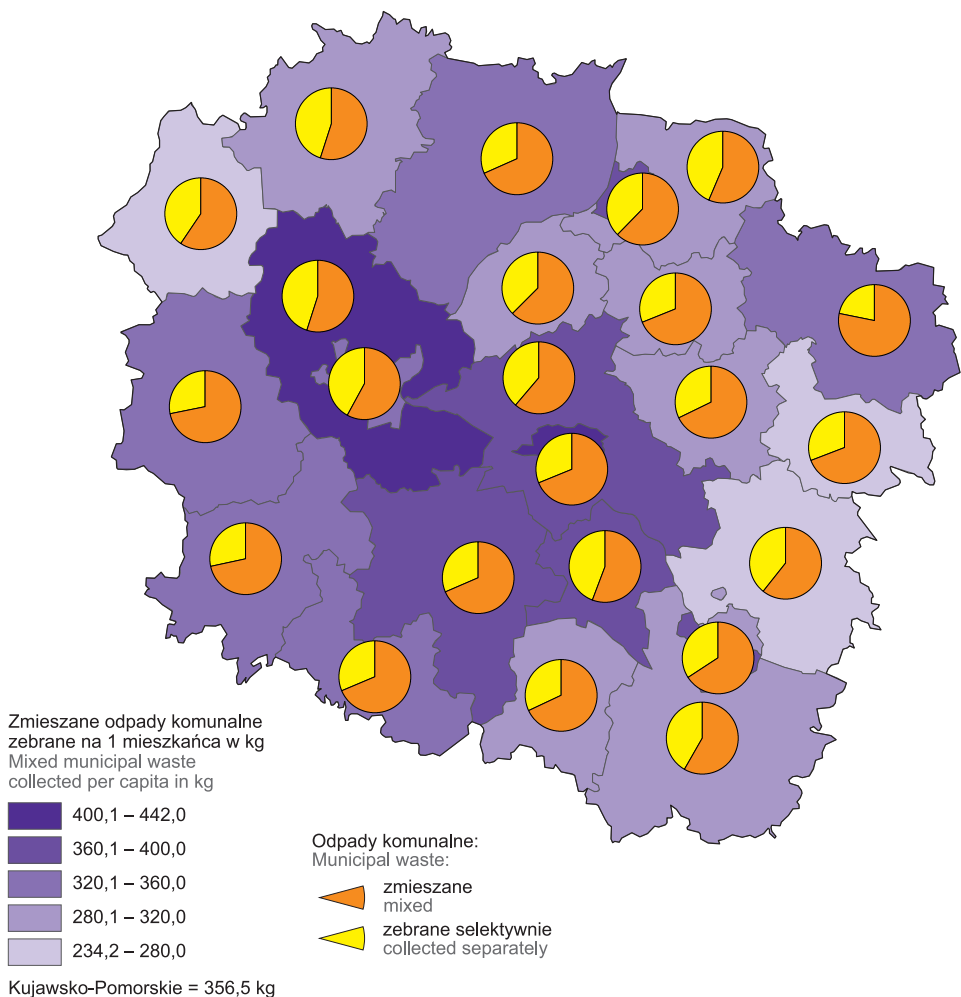 Zmieszane odpady komunalne
zebrane na 1 mieszkańca w kg
Mixed municipal waste
collected per capita in kg
400,1 – 442,0
360,1 – 400,0
320,1 – 360,0
280,1 – 320,0
234,2 – 280,0
Kujawsko-Pomorskie = 356,5 kg
Odpady komunalne:
Municipal waste:
zmieszane
mixed
zebrane selektywnie
collected separately